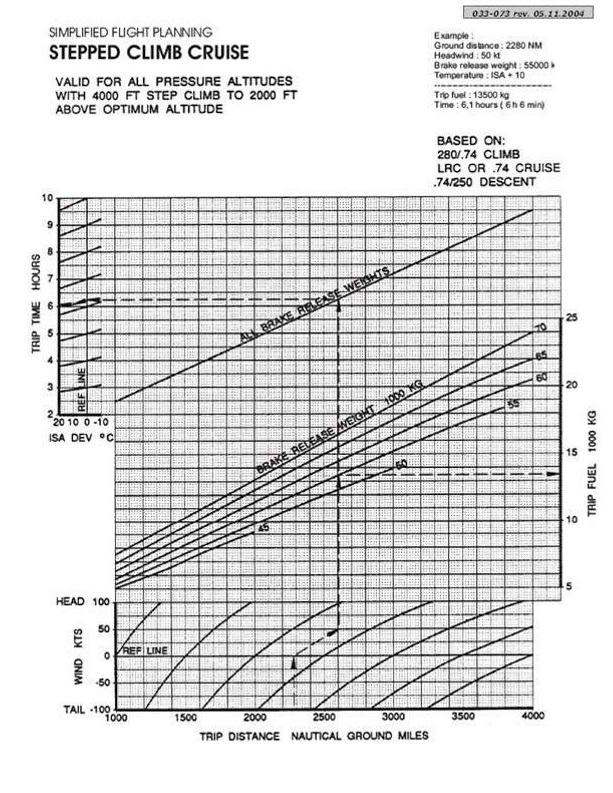 033-073 rev. 05.11.2004
SIMPLIFIED FLIGHT PLANNING
STEPPED CLIMB CRUISE
VALID FOR ALL PRESSURE ALTITUDES
WITH 4000 FT STEP CLIMB TO 2000 FT
ABOVE OPTIMUM ALTITUDE
Example :
Ground distance : 2280 NM
Headwind : 50 kt
Brake release weight : 55000 k
Temperature : ISA + 10
Trip fuel : 13500 kg
Time : 6,1 hours ( 6 h 6 min)
BASED ON:
280/.74 CLIMB
LRC OR .74 CRUISE
.74/250 DESCENT
TRIP TIME HOURS
10
9
8
7
6
5
4
3
2
REF LINE
20 10 0 -10
ISA DEV °C
ALL BRAKE RELEASE WEIGHTS
BRAKE RELEASE WEIGHT 1000 KG
70
65
60
55
50
45
25
20
15
10
5
TRIP FUEL 1000 KG
HEAD 100
50
0
-50
TAIL -100
WIND KTS
REF LINE
1000 1500 2000 2500 3000 3500 4000
TRIP DISTANCE NAUTICAL GROUND MILES